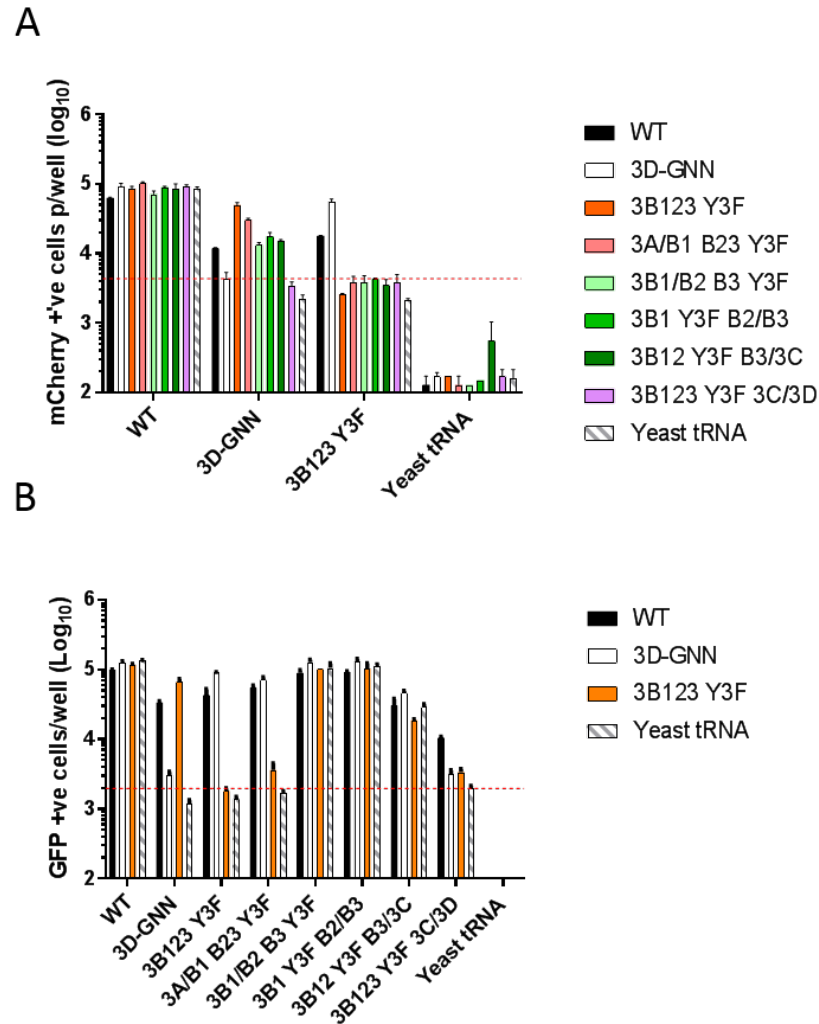 A
mCherry +'ve cells p/well (log10)
6
5
4
3
2
WT
3D-GNN
3B123 Y3F
Yeast tRNA
WT
3D-GNN
3B123 Y3F
3A/B1 B23 Y3F
3B1/B2 B3 Y3F
3B1 Y3F B2/B3
3B12 Y3F B3/3C
3B123 Y3F 3C/3D
Yeast tRNA
B
GFP +ve cells/well (Log10)
6
5
4
3
2
WT
3D-GNN
3B123 Y3F
3A/B1 B23 Y3F
3B1/B2 B3 Y3F
3B1 Y3F B2/B3
3B12 Y3F B3/3C
3B123 Y3F 3C/3D
Yeast tRNA
WT
3D-GNN
3B123 Y3F
Yeast tRNA